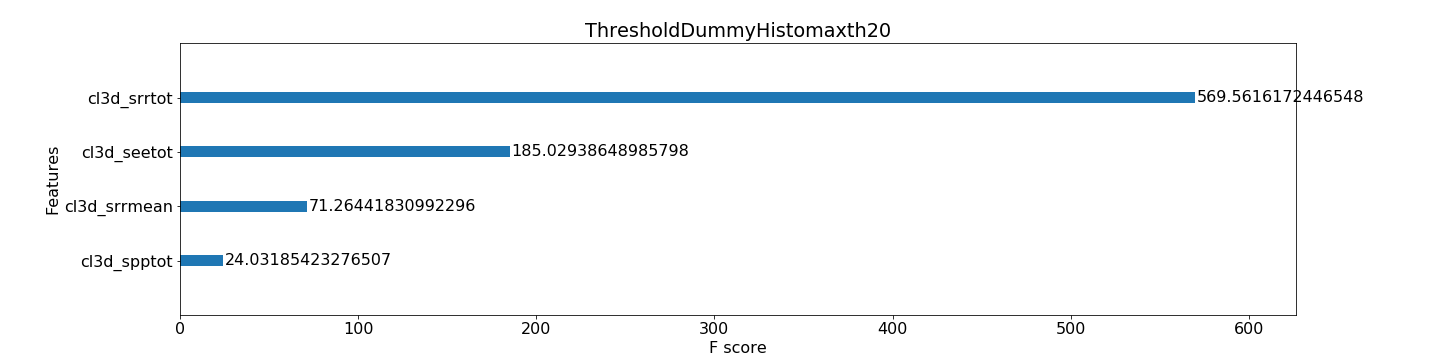 ThresholdDummyHistomaxth20
cl3d_srrtot
569.5616172446548
cl3d_seetot
185.02938648985798
Features
cl3d_srrmean
71.26441830992296
cl3d_spptot
24.03185423276507
0 100 200 300 400 500 600
F score